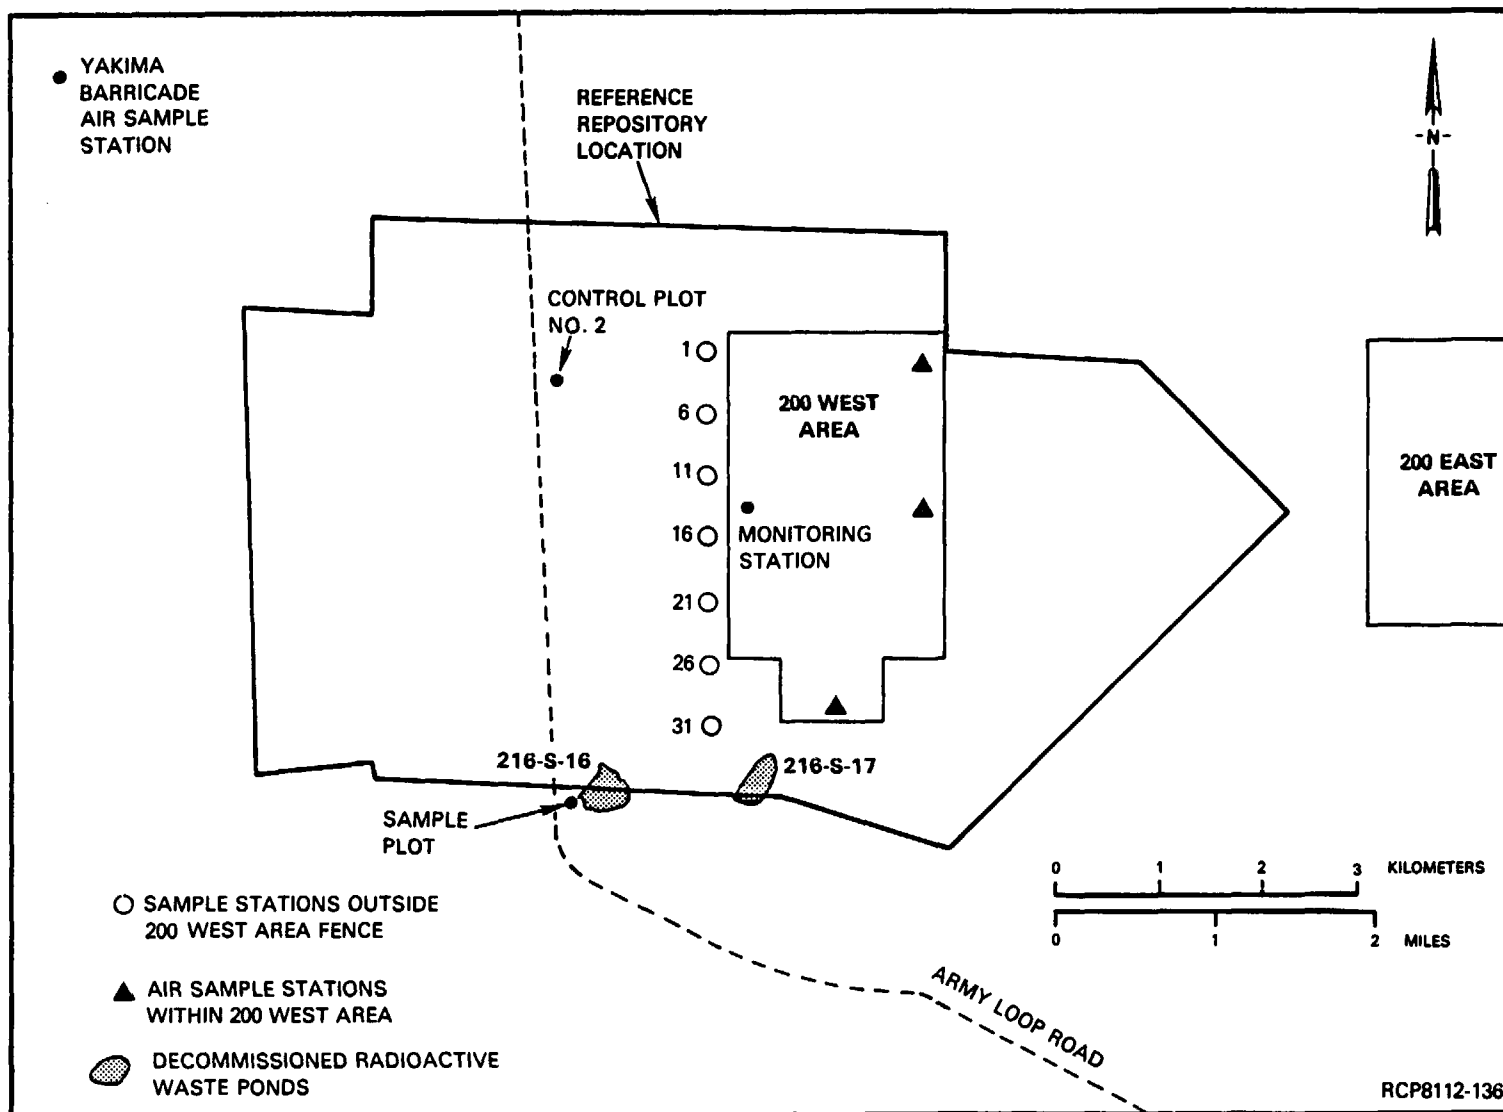 YAKIMA
BARRICADE
AIR SAMPLE
STATION
REFERENCE
REPOSITORY
LOCATION
-N-
CONTROL PLOT
NO. 2
1
6
11
16
21
26
31
200 WEST
AREA
MONITORING
STATION
200 EAST
AREA
216-S-16
216-S-17
SAMPLE
PLOT
0 1 2 3 KILOMETERS
0 1 2 MILES
SAMPLE STATIONS OUTSIDE
200 WEST AREA FENCE
AIR SAMPLE STATIONS
WITHIN 200 WEST AREA
DECOMMISSIONED RADIOACTIVE
WASTE PONDS
ARMY LOOP ROAD
RCP8112-136